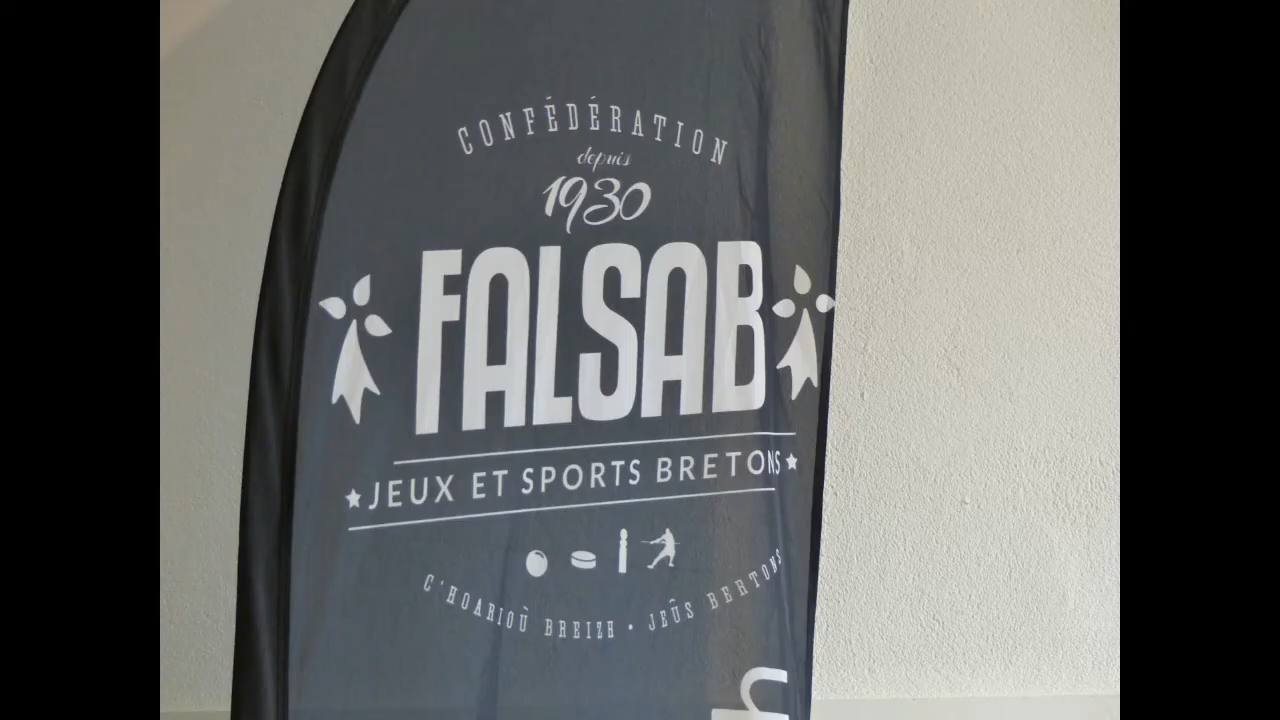 CONFÉDÉRATION
depuis
1930
FALSAB
JEUX ET SPORTS BRETONS
C'HOARIOÙ BREIZH • JEÛS BERTONS